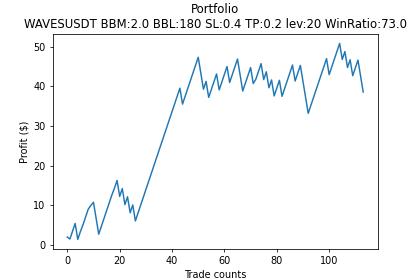 Portfolio
WAVESUSDT BBM:2.0 BBL:180 SL:0.4 TP:0.2 lev:20 WinRatio:73.0
50
40
30
20
10
0
Profit ($)
0 20 40 60 80 100
Trade counts